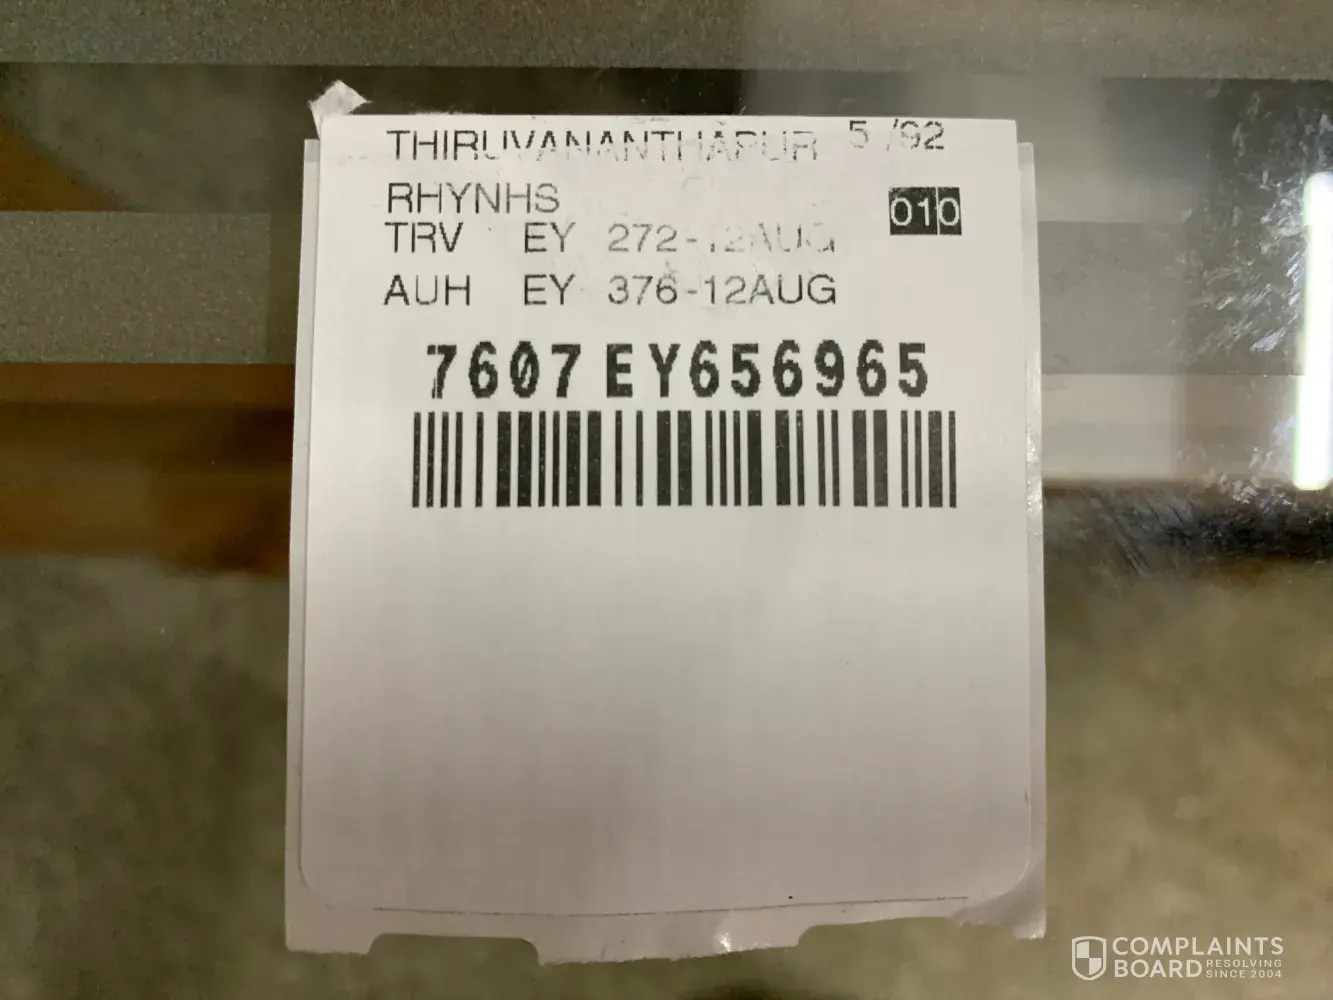 THIRUVANANTHAPUR 5 /92
RHYNHS
010
TRV EY 272-12AUG
AUH EY 376-12AUG
7607 EY656965
COMPLAINTS
BOARD RESOLVING
SINCE 2004